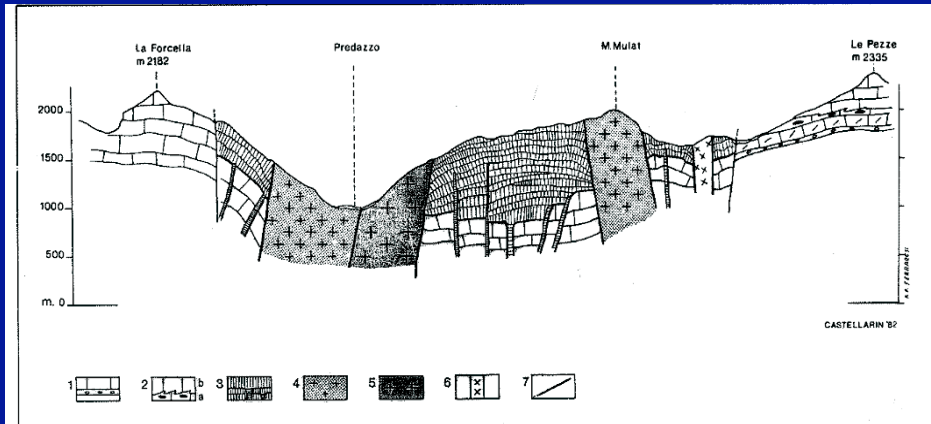 La Forcella
m 2182
Predazzo
M.Mulat
Le Pezze
m 2335
2000
1500
1000
500
m. 0
CASTELLARIN '82
1
2
b
a
3
4
5
6
7